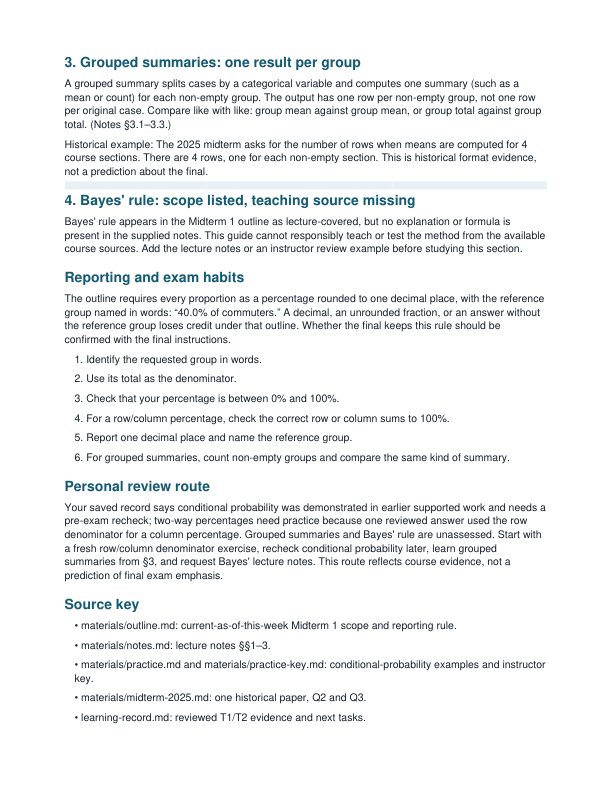 3. Grouped summaries: one result per group
A grouped summary splits cases by a categorical variable and computes one summary (such as a
mean or count) for each non-empty group. The output has one row per non-empty group, not one row
per original case. Compare like with like: group mean against group mean, or group total against group
total. (Notes §3.1–3.3.)
Historical example: The 2025 midterm asks for the number of rows when means are computed for 4
course sections. There are 4 rows, one for each non-empty section. This is historical format evidence,
not a prediction about the final.
4. Bayes' rule: scope listed, teaching source missing
Bayes' rule appears in the Midterm 1 outline as lecture-covered, but no explanation or formula is
present in the supplied notes. This guide cannot responsibly teach or test the method from the available
course sources. Add the lecture notes or an instructor review example before studying this section.
Reporting and exam habits
The outline requires every proportion as a percentage rounded to one decimal place, with the reference
group named in words: “40.0% of commuters.” A decimal, an unrounded fraction, or an answer without
the reference group loses credit under that outline. Whether the final keeps this rule should be
confirmed with the final instructions.
1. Identify the requested group in words.
2. Use its total as the denominator.
3. Check that your percentage is between 0% and 100%.
4. For a row/column percentage, check the correct row or column sums to 100%.
5. Report one decimal place and name the reference group.
6. For grouped summaries, count non-empty groups and compare the same kind of summary.
Personal review route
Your saved record says conditional probability was demonstrated in earlier supported work and needs a
pre-exam recheck; two-way percentages need practice because one reviewed answer used the row
denominator for a column percentage. Grouped summaries and Bayes' rule are unassessed. Start with
a fresh row/column denominator exercise, recheck conditional probability later, learn grouped
summaries from §3, and request Bayes' lecture notes. This route reflects course evidence, not a
prediction of final exam emphasis.
Source key
• materials/outline.md: current-as-of-this-week Midterm 1 scope and reporting rule.
• materials/notes.md: lecture notes §§1–3.
• materials/practice.md and materials/practice-key.md: conditional-probability examples and instructor
key.
• materials/midterm-2025.md: one historical paper, Q2 and Q3.
• learning-record.md: reviewed T1/T2 evidence and next tasks.